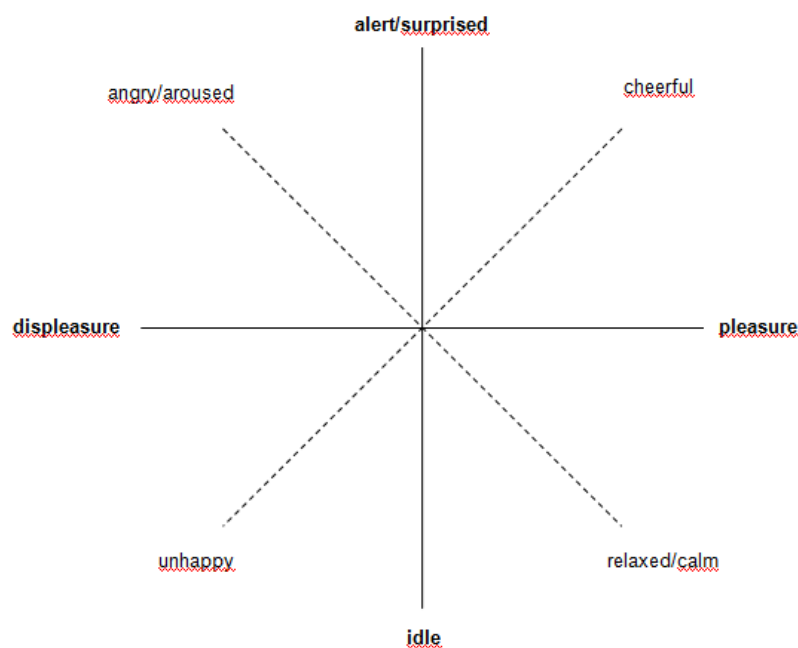 alert/surprised
angry/aroused
cheerful
displeasure
pleasure
unhappy
relaxed/calm
idle